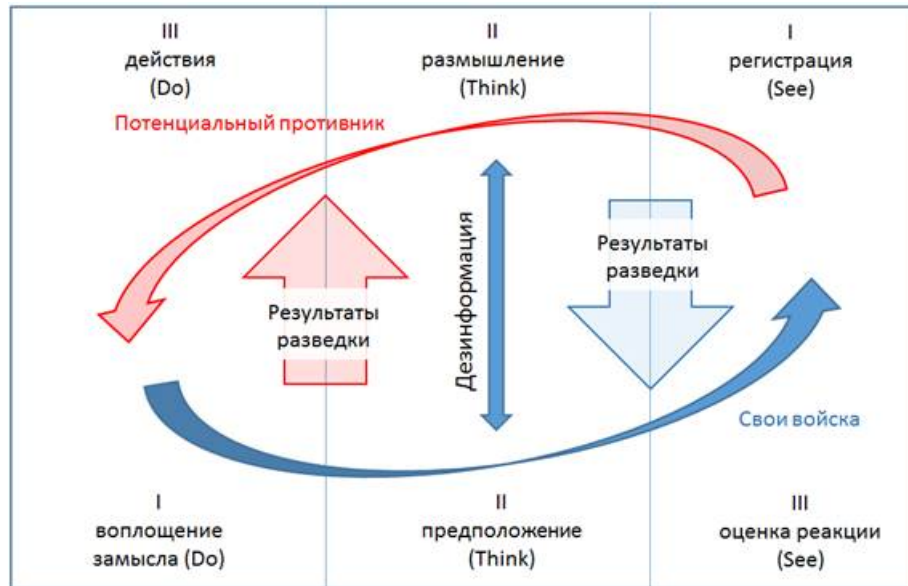 III
действия
(Do)
II
размышление
(Think)
I
регистрация
(See)
Потенциальный противник
Результаты
разведки
Дезинформация
Результаты
разведки
Свои войска
I
воплощение
замысла (Do)
II
предположение
(Think)
III
оценка реакции
(See)